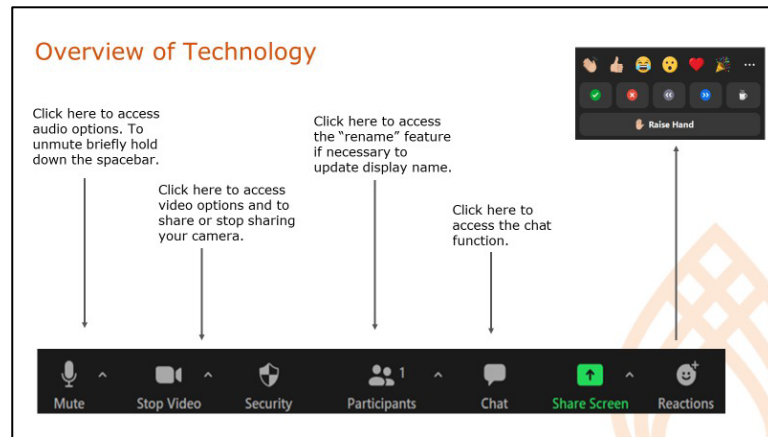 Overview of Technology
Click here to access
audio options. To
unmute briefly hold
down the spacebar.
Click here to access
video options and to
share or stop sharing
your camera.
Click here to access
the “rename” feature
if necessary to
update display name.
Click here to
access the chat
function.
Raise Hand
Mute
Stop Video
Security
1
Participants
Chat
Share Screen
Reactions